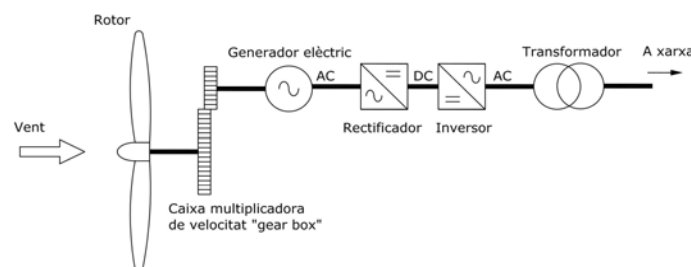 Rotor
Generador elèctric
Transformador
A xarxa
AC
DC
AC
Vent
Rectificador
Inversor
Caixa multiplicadora
de velocitat "gear box"